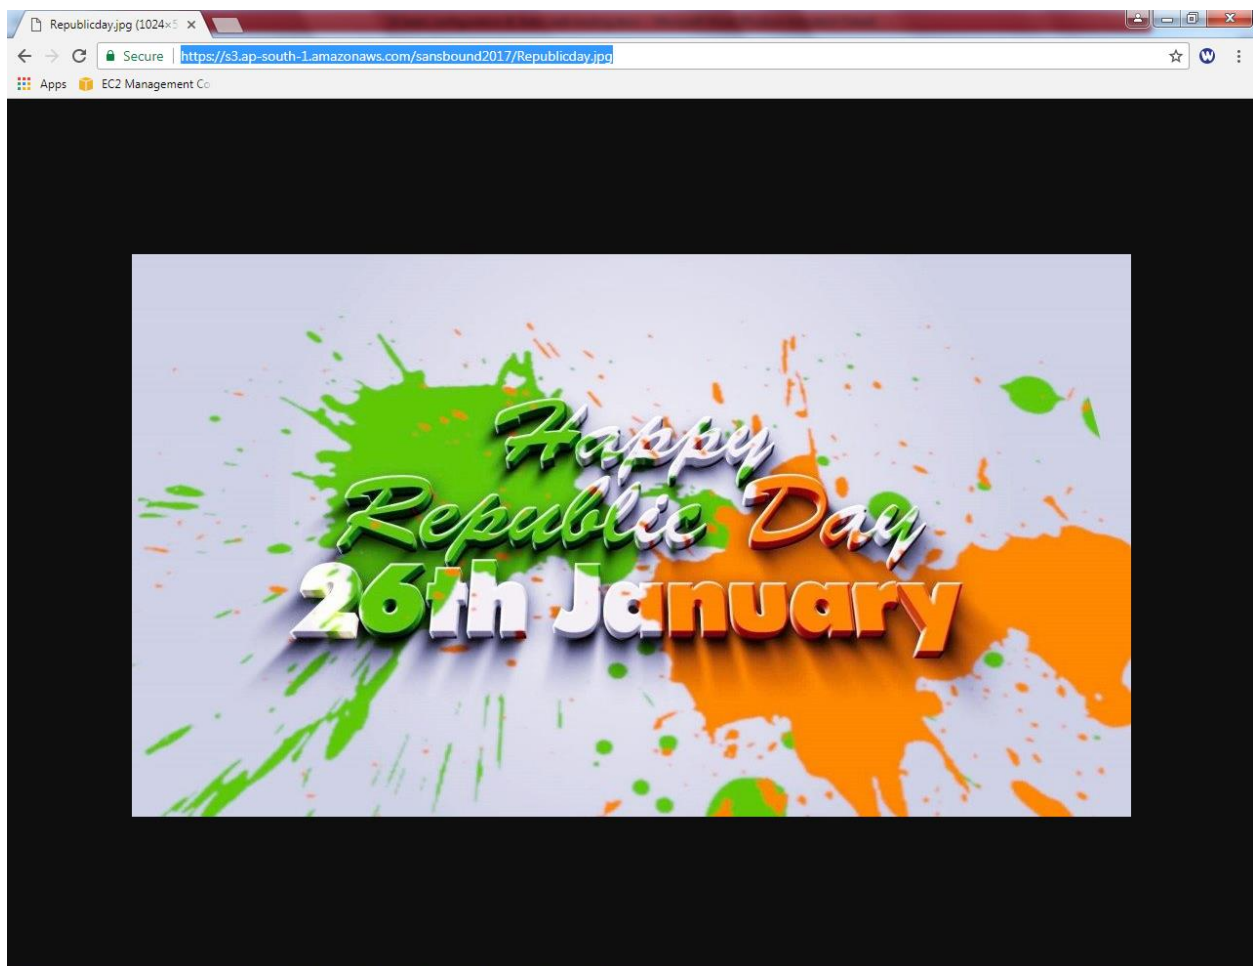 Republicday.jpg (1024×5
Secure
https://s3.ap-south-1.amazonaws.com/sansbound2017/Republicday.jpg
Apps
EC2 Management Co
Happy
Republic Day
26th January